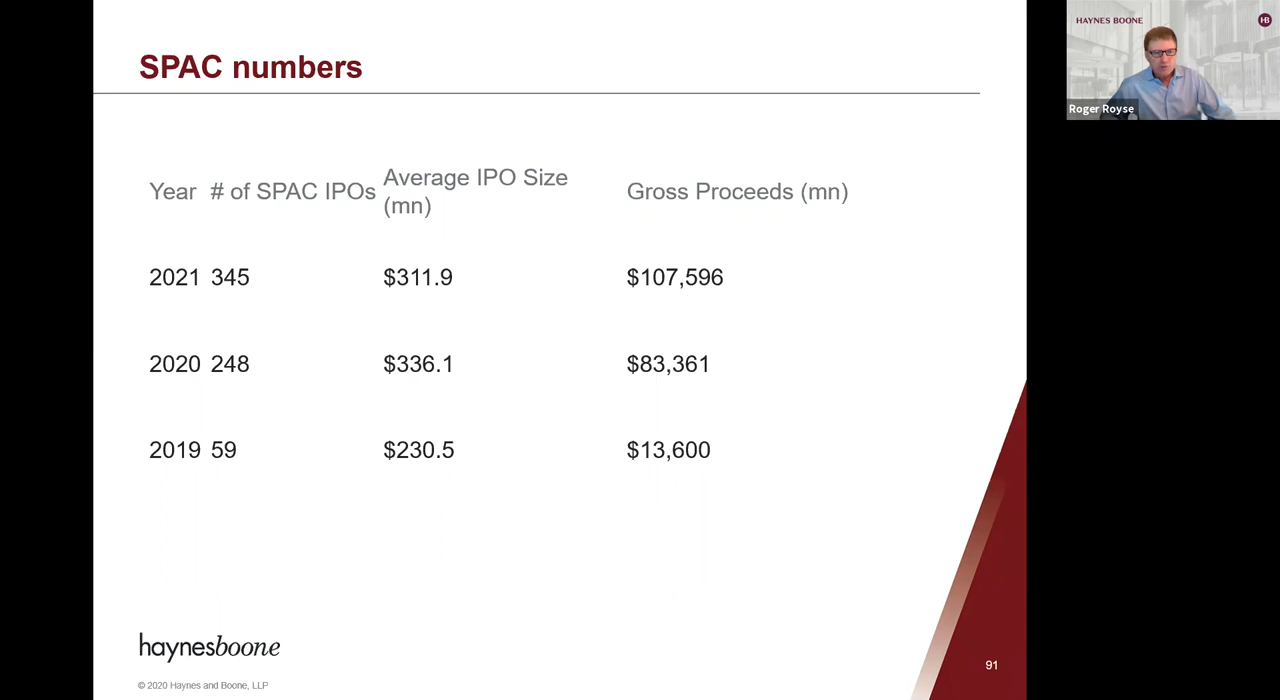 SPAC numbers
Year # of SPAC IPOs Average IPO Size (mn) Gross Proceeds (mn)
2021 345 $311.9 $107,596
2020 248 $336.1 $83,361
2019 59 $230.5 $13,600
haynesboone
© 2020 Haynes and Boone, LLP
91
HAYNES BOONE
HB
Roger Royse